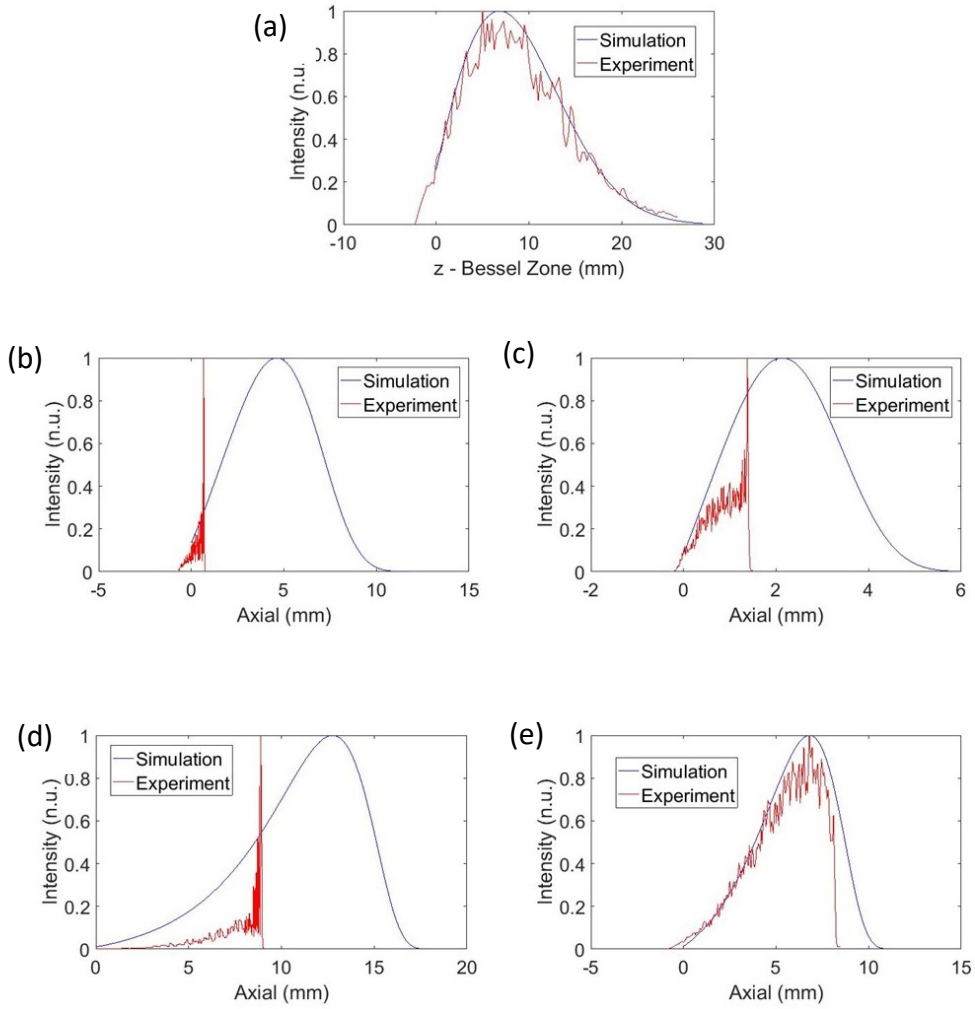 (a)
Intensity (n.u.
1
0.8
0.6
0.4
0.2
0
Simulation
Experiment
-10 0 10 20 30
z - Bessel Zone (mm)
(b)
Intensity (n.u.)
1
0.8
0.6
0.4
0.2
0
Simulation
Experiment
-5 0 5 10 15
Axial (mm)
(c)
Intensity (n.u.)
1
0.8
0.6
0.4
0.2
0
Simulation
Experiment
-2 0 2 4 6
Axial (mm)
(d)
Intensity (n.u.)
1
0.8
0.6
0.4
0.2
0
Simulation
Experiment
0 5 10 15 20
Axial (mm)
(e)
Intensity (n.u.)
1
0.8
0.6
0.4
0.2
0
Simulation
Experiment
-5 0 5 10 15
Axial (mm)